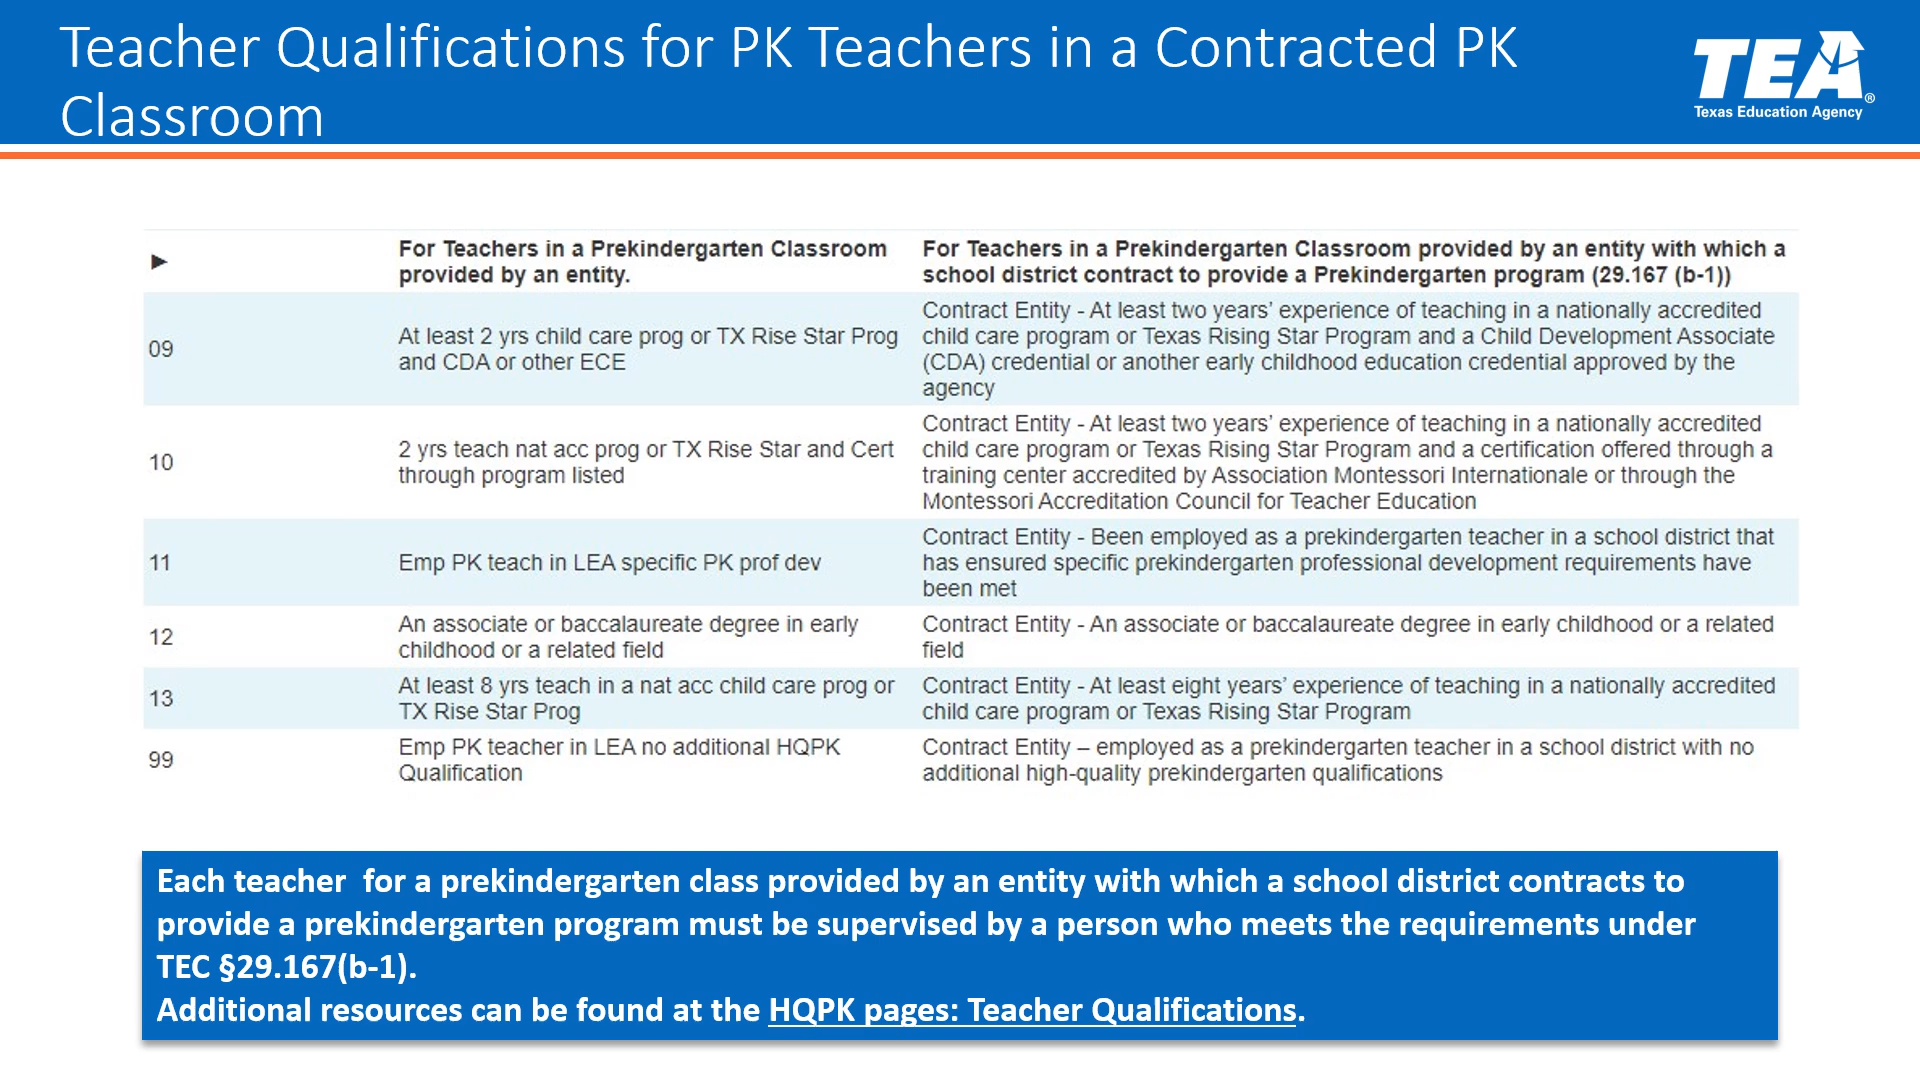 Teacher Qualifications for PK Teachers in a Contracted PK
Classroom
TEA®
Texas Education Agency
►
For Teachers in a Prekindergarten Classroom
provided by an entity.
For Teachers in a Prekindergarten Classroom provided by an entity with which a
school district contract to provide a Prekindergarten program (29.167 (b-1))
09
At least 2 yrs child care prog or TX Rise Star Prog
and CDA or other ECE
Contract Entity - At least two years’ experience of teaching in a nationally accredited
child care program or Texas Rising Star Program and a Child Development Associate
(CDA) credential or another early childhood education credential approved by the
agency
10
2 yrs teach nat acc prog or TX Rise Star and Cert
through program listed
Contract Entity - At least two years’ experience of teaching in a nationally accredited
child care program or Texas Rising Star Program and a certification offered through a
training center accredited by Association Montessori Internationale or through the
Montessori Accreditation Council for Teacher Education
11
Emp PK teach in LEA specific PK prof dev
Contract Entity - Been employed as a prekindergarten teacher in a school district that
has ensured specific prekindergarten professional development requirements have
been met
12
An associate or baccalaureate degree in early
childhood or a related field
Contract Entity - An associate or baccalaureate degree in early childhood or a related
field
13
At least 8 yrs teach in a nat acc child care prog or
TX Rise Star Prog
Contract Entity - At least eight years’ experience of teaching in a nationally accredited
child care program or Texas Rising Star Program
99
Emp PK teacher in LEA no additional HQPK
Qualification
Contract Entity – employed as a prekindergarten teacher in a school district with no
additional high-quality prekindergarten qualifications
Each teacher  for a prekindergarten class provided by an entity with which a school district contracts to
provide a prekindergarten program must be supervised by a person who meets the requirements under
TEC §29.167(b-1).
Additional resources can be found at the HQPK pages: Teacher Qualifications.